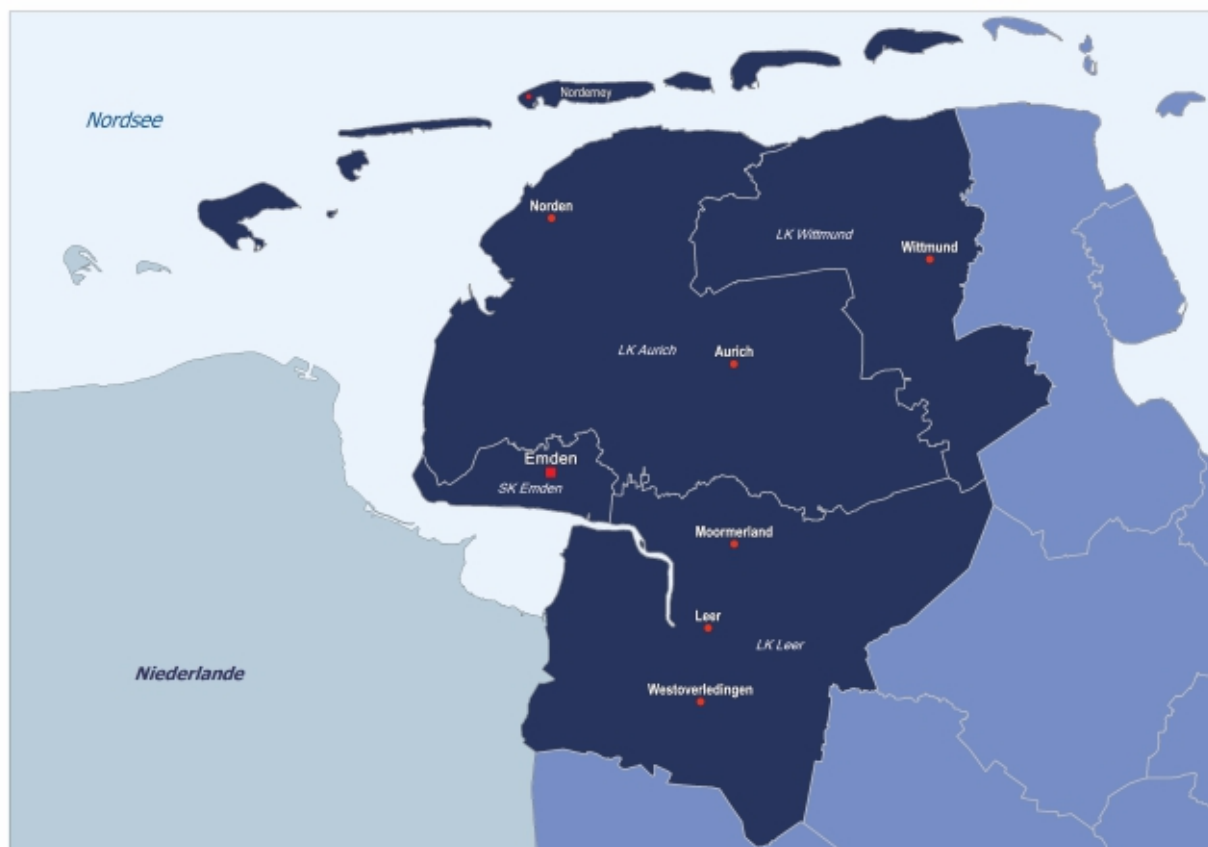 Norderney
Nordsee
Norden
LK Wittmund
Wittmund
LK Aurich
Aurich
Emden
SK Emden
Moormerland
Leer
LK Leer
Niederlande
Westoverledingen